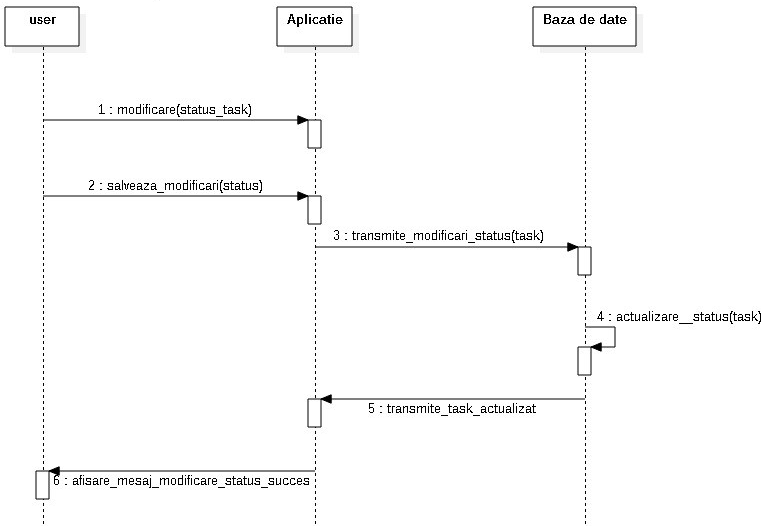 user
Aplicatie
Baza de date
1 : modificare(status_task)
2 : salveaza_modificari(status)
3 : transmite_modificari_status(task)
4 : actualizare__status(task)
5 : transmite_task_actualizat
6 : afisare_mesaj_modificare_status_succes